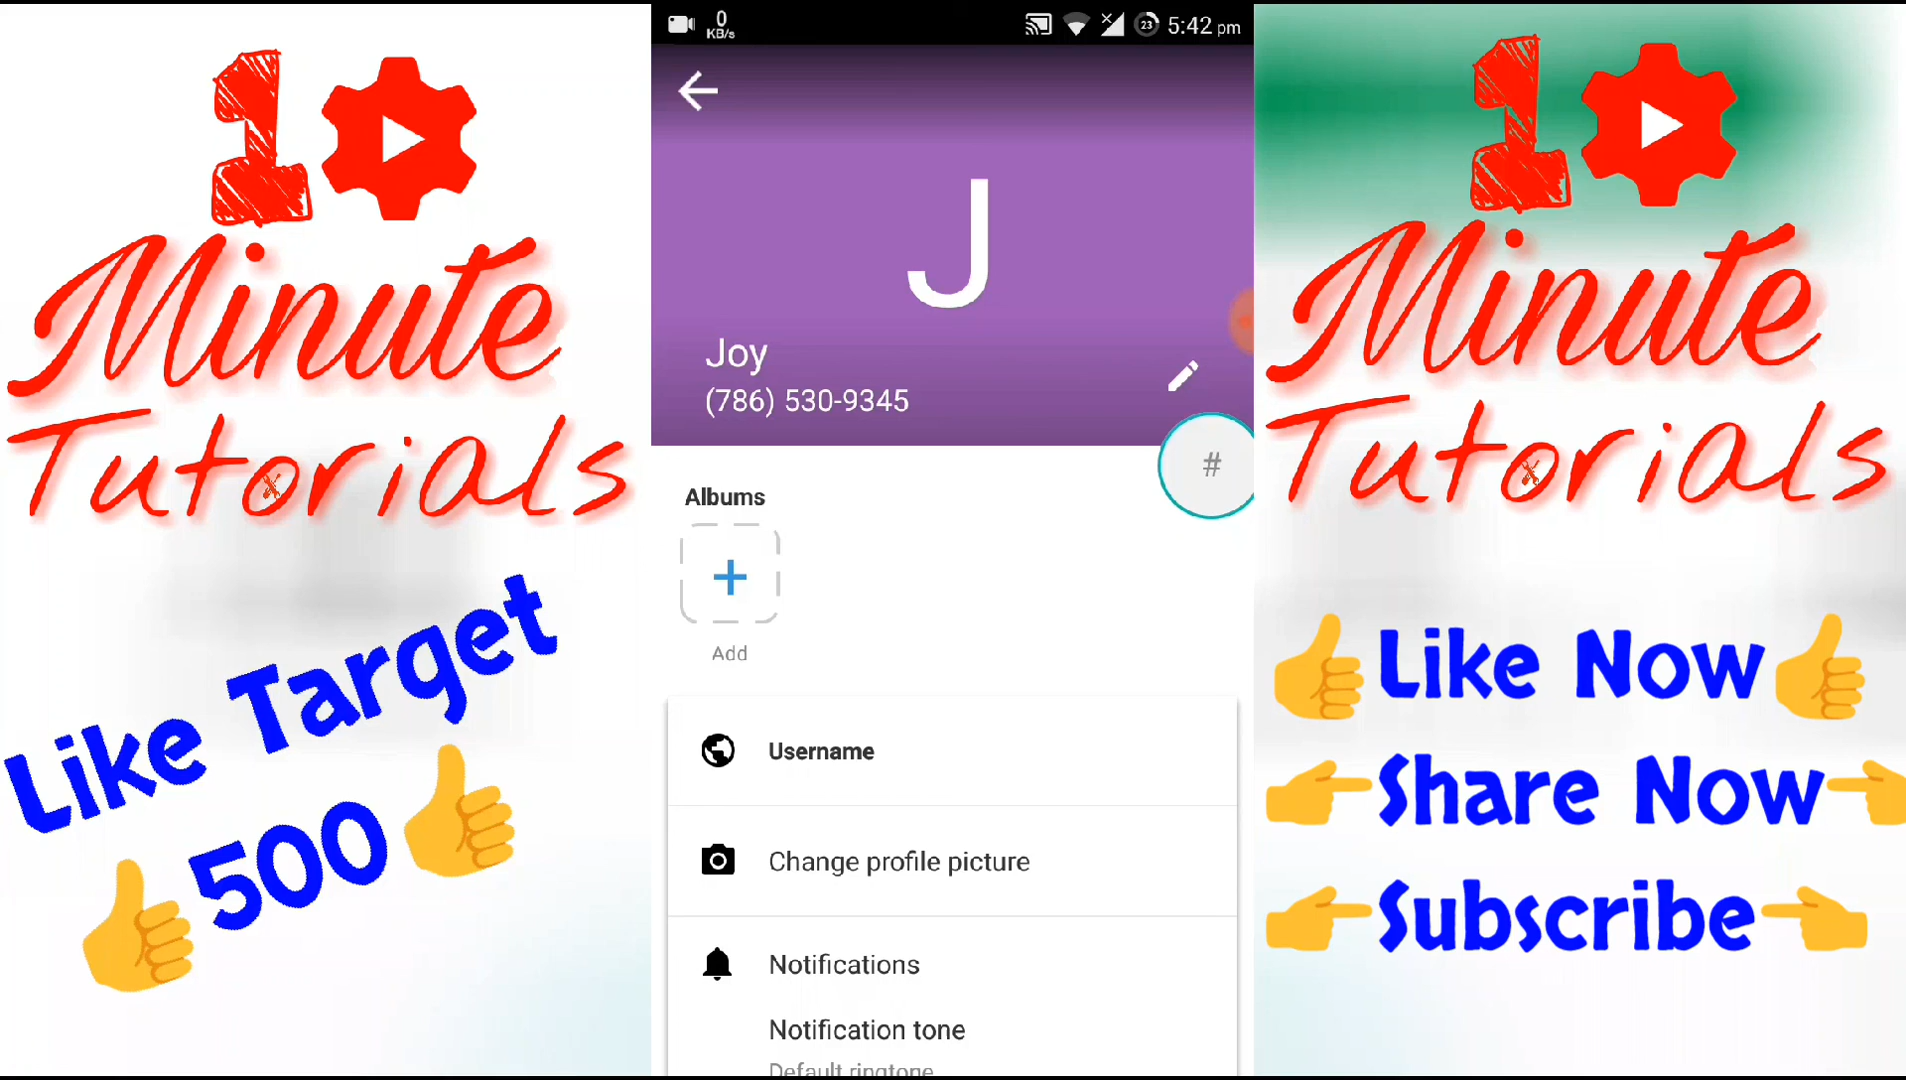 10
Minute
Tutorials
Like Target
500
0
KB/s
23
5:42 pm
J
Joy
(786) 530-9345
#
Albums
+
Add
Username
Change profile picture
Notifications
Notification tone
Default ringtone
10
Minute
Tutorials
Like Now
Share Now
Subscribe